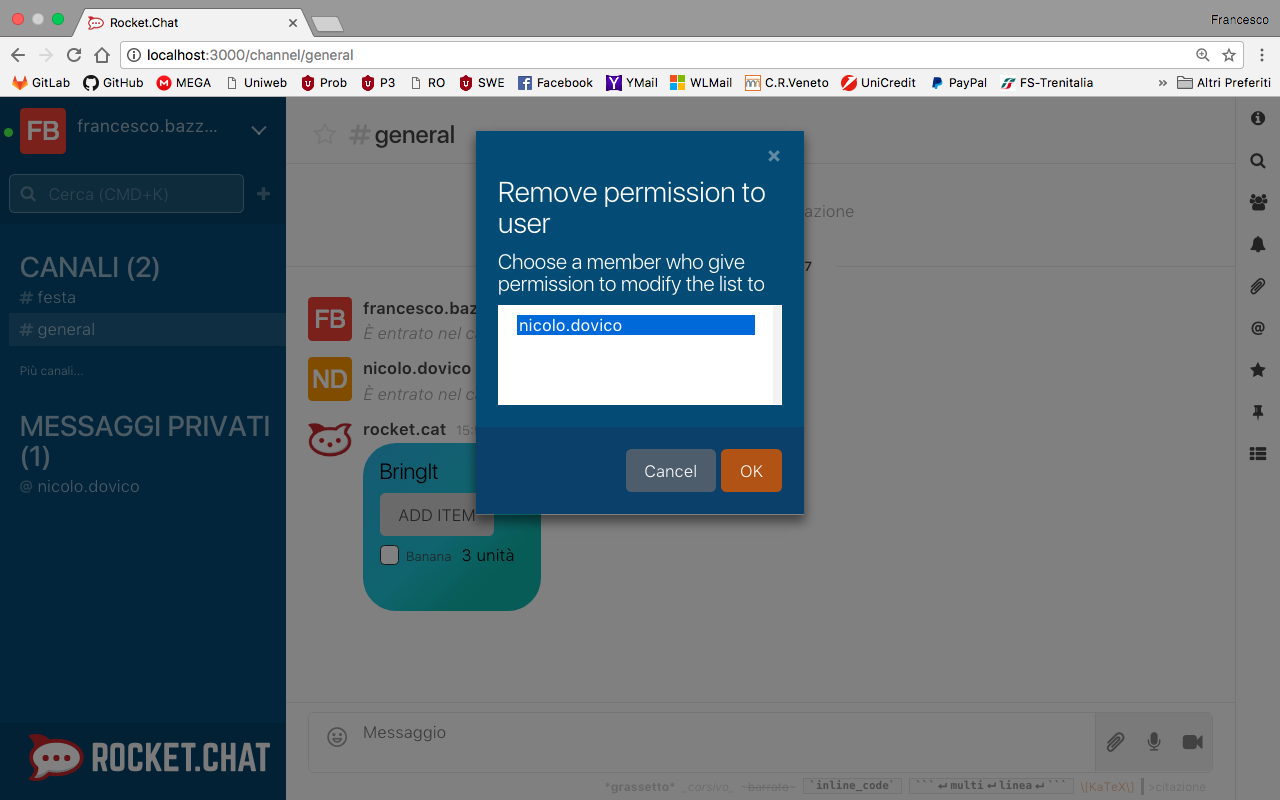 Rocket.Chat
Francesco
localhost:3000/channel/general
GitLab GitHub MEGA Uniweb Prob P3 RO SWE Facebook YMail WLMail C.R.Veneto UniCredit PayPal FS-Trenitalia » Altri Preferiti
FB francesco.bazz...
Cerca (CMD+K)
CANALI (2)
# festa
# general
Più canali...
MESSAGGI PRIVATI
(1)
@ nicolo.dovico
ROCKET.CHAT
#general
azione
7
FB francesco.baz
È entrato nel c
ND nicolo.dovico
È entrato nel c
rocket.cat 15:
BringIt
ADD ITEM
Banana 3 unità
×
Remove permission to
user
Choose a member who give
permission to modify the list to
nicolo.dovico
Cancel OK
Messaggio
*grassetto* _corsivo_ ~barrato~ `inline_code` ```↵multi↵linea↵``` \[KaTeX\] >citazione